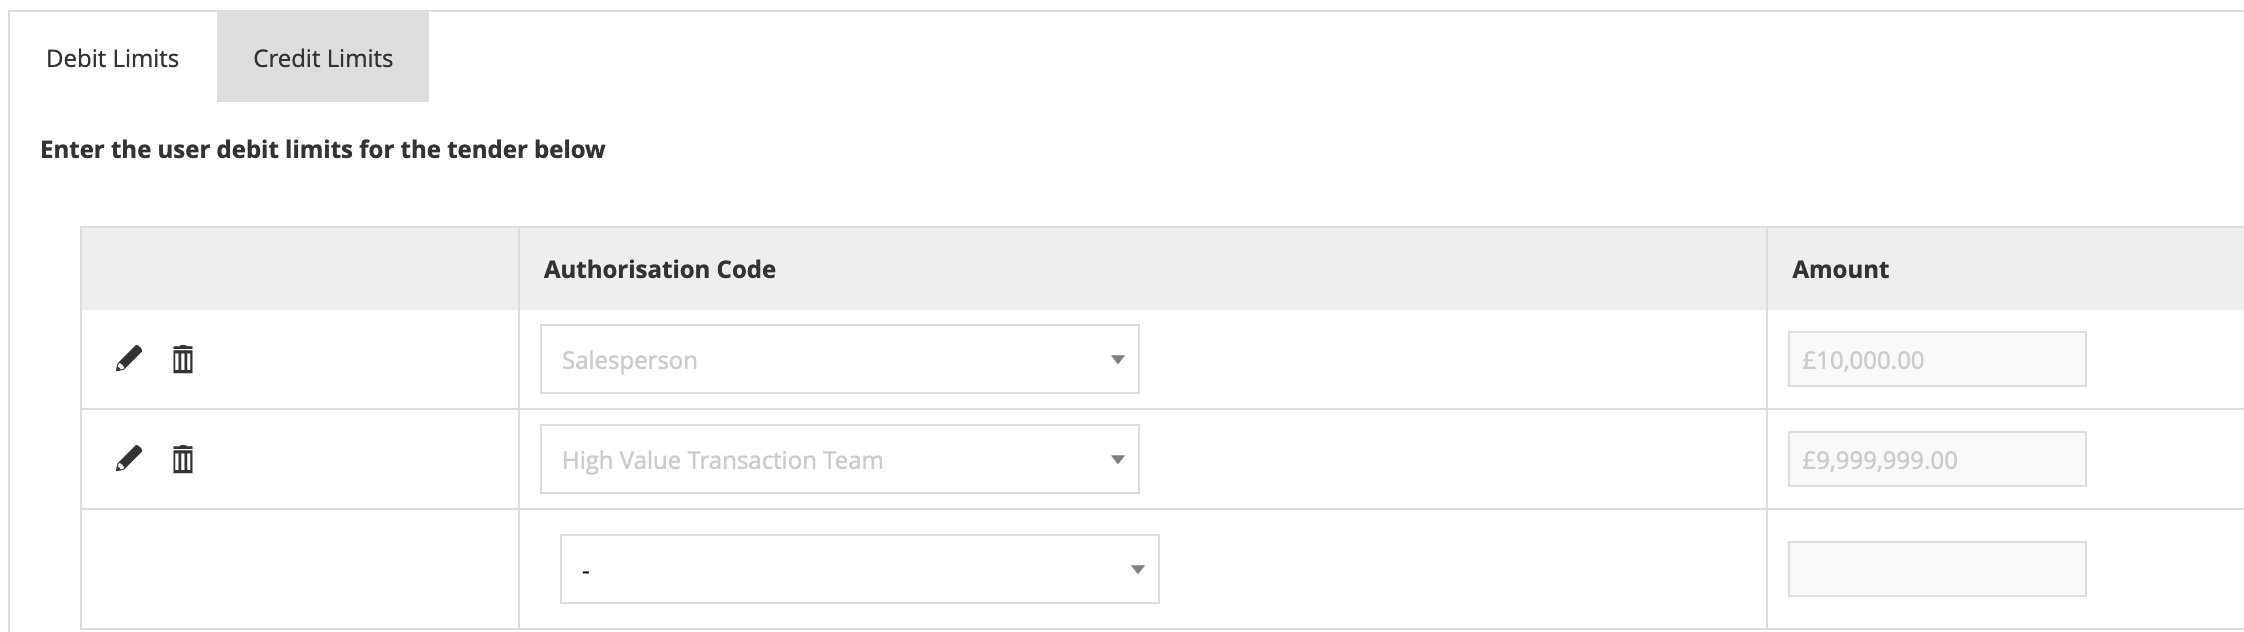 Debit Limits Credit Limits
Enter the user debit limits for the tender below
Authorisation Code Amount
Salesperson £10,000.00
High Value Transaction Team £9,999,999.00
-